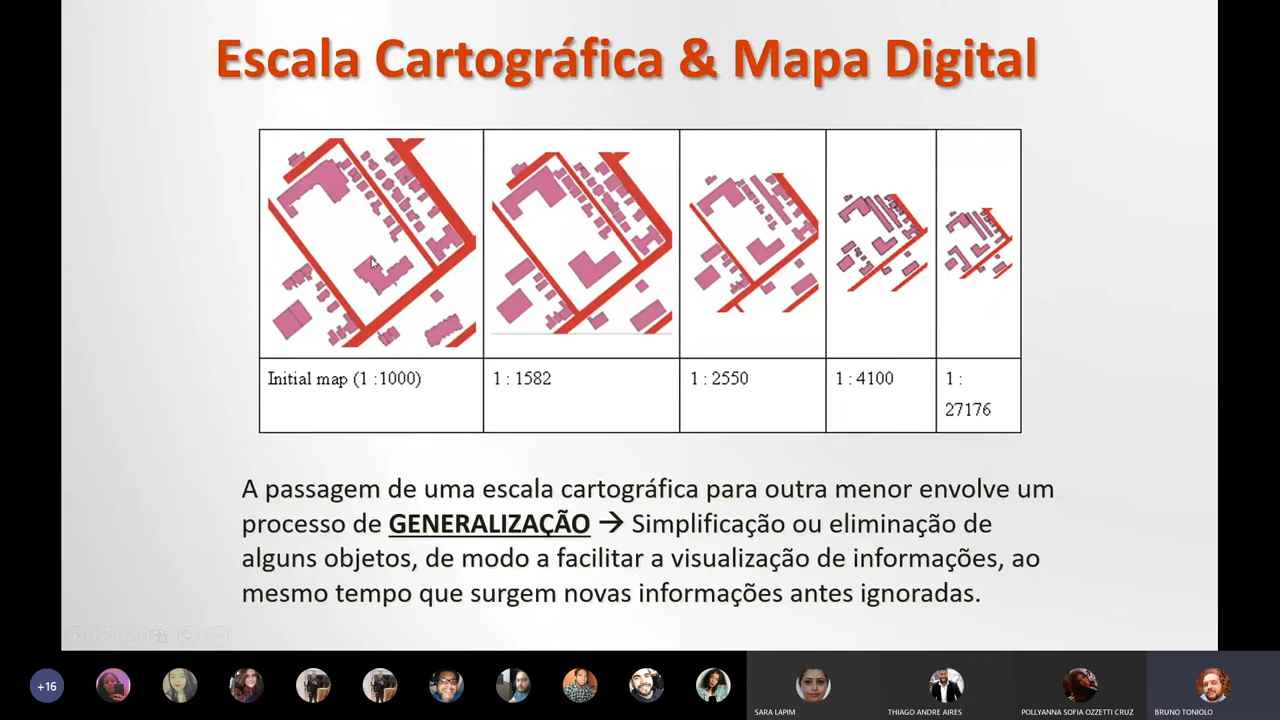 Escala Cartográfica & Mapa Digital
Initial map (1 :1000)
1 : 1582
1 : 2550
1 : 4100
1 :
27176
A passagem de uma escala cartográfica para outra menor envolve um
processo de GENERALIZAÇÃO → Simplificação ou eliminação de
alguns objetos, de modo a facilitar a visualização de informações, ao
mesmo tempo que surgem novas informações antes ignoradas.
+16
SARA LAPIM
THIAGO ANDRE AIRES
POLLYANNA SOFIA OZZETTI CRUZ
BRUNO TONIOLO